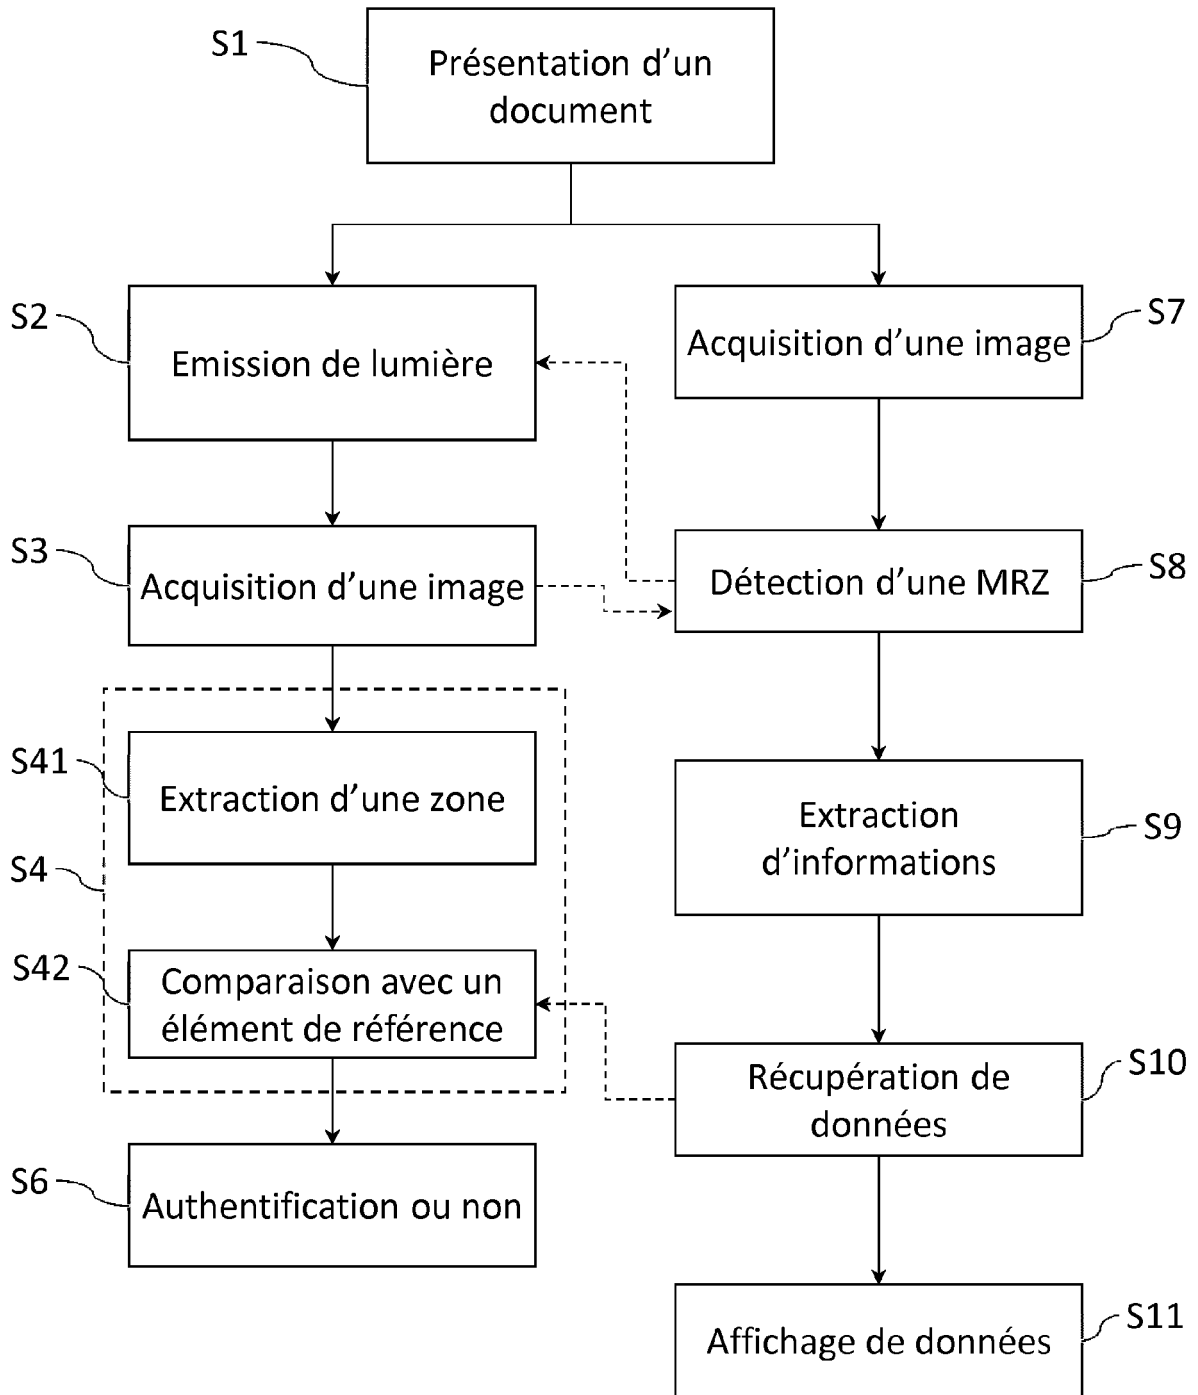 S1
Présentation d’un
document
S2
Emission de lumière
S7
Acquisition d’une image
S3
Acquisition d’une image
S8
Détection d’une MRZ
S41
Extraction d’une zone
S9
Extraction
d’informations
S4
S42
Comparaison avec un
élément de référence
S10
Récupération de
données
S6
Authentification ou non
S11
Affichage de données